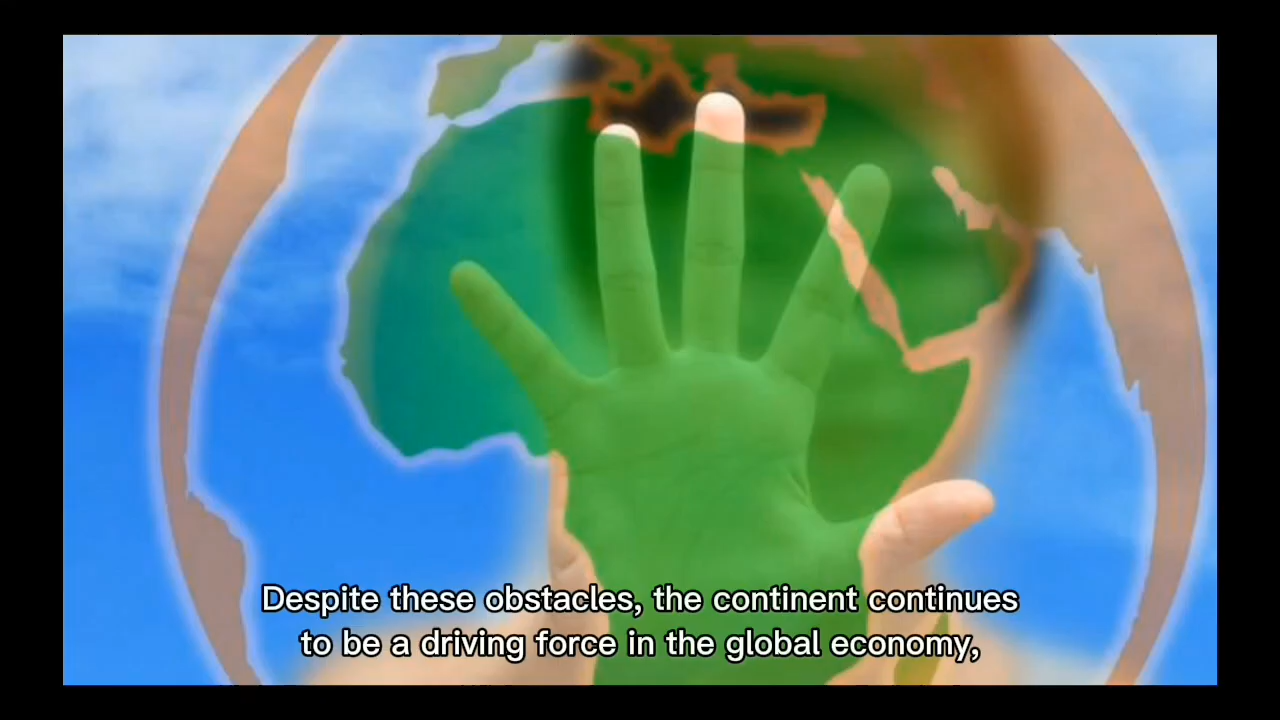 Despite these obstacles, the continent continues
to be a driving force in the global economy,